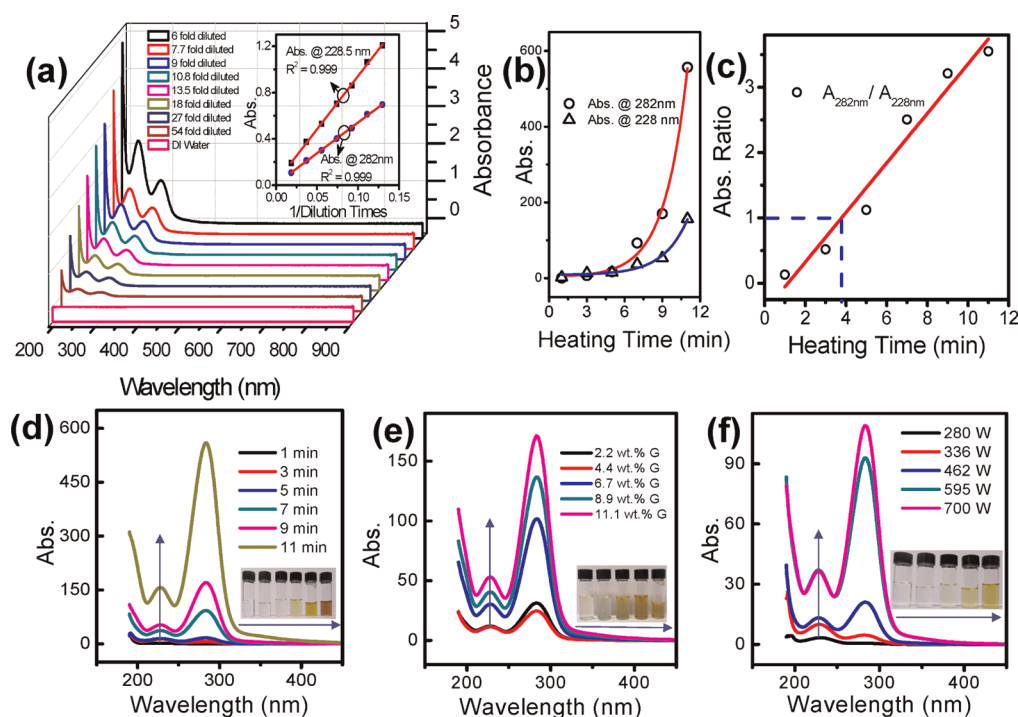 (a)
6 fold diluted
7.7 fold diluted
9 fold diluted
10.8 fold diluted
13.5 fold diluted
18 fold diluted
27 fold diluted
54 fold diluted
DI Water
1.2
0.8
0.4
0.0
Abs.
Abs. @ 228.5 nm
R² = 0.999
Abs. @ 282nm
R² = 0.999
0.00 0.05 0.10 0.15
1/Dilution Times
5
4
3
2
1
0
Absorbance
200 300 400 500 600 700 800 900
Wavelength (nm)
(b)
Abs. @ 282nm
Abs. @ 228 nm
600
400
200
0
Abs.
0 3 6 9 12
Heating Time (min)
(c)
A282nm/ A228nm
3
2
1
0
Abs. Ratio
0 2 4 6 8 10 12
Heating Time (min)
(d)
1 min
3 min
5 min
7 min
9 min
11 min
600
450
300
150
0
Abs.
200 300 400
Wavelength (nm)
(e)
2.2 wt.% G
4.4 wt.% G
6.7 wt.% G
8.9 wt.% G
11.1 wt.% G
150
100
50
0
Abs.
200 300 400
Wavelength (nm)
(f)
280 W
336 W
462 W
595 W
700 W
90
60
30
0
Abs.
200 300 400
Wavelength (nm)